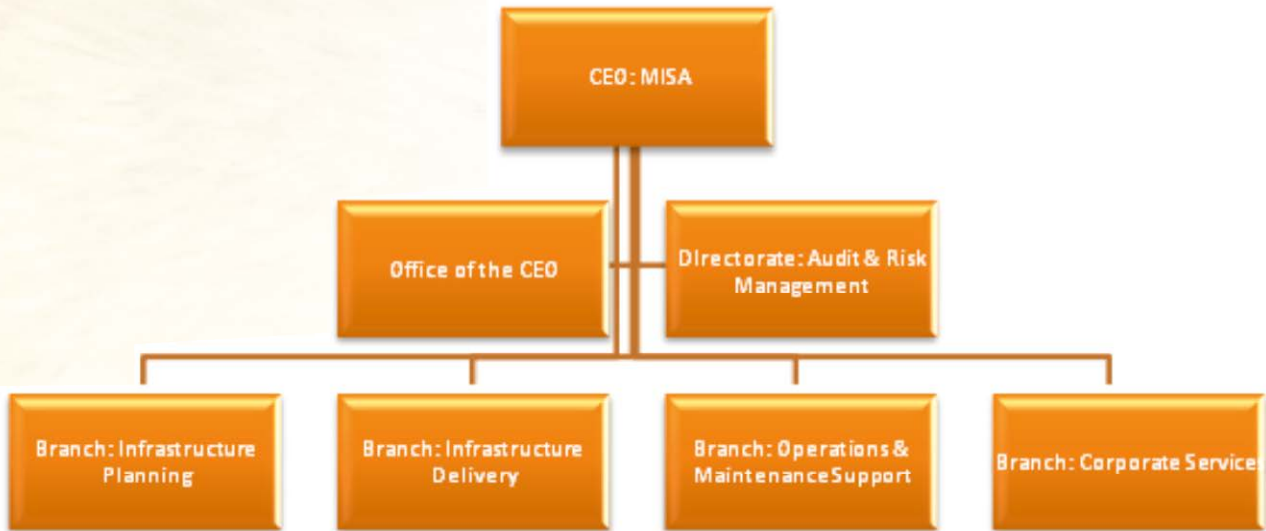 CEO: MISA
Office of the CEO
Directorate: Audit & Risk
Management
Branch: Infrastructure
Planning
Branch: Infrastructure
Delivery
Branch: Operations &
Maintenance Support
Branch: Corporate Services